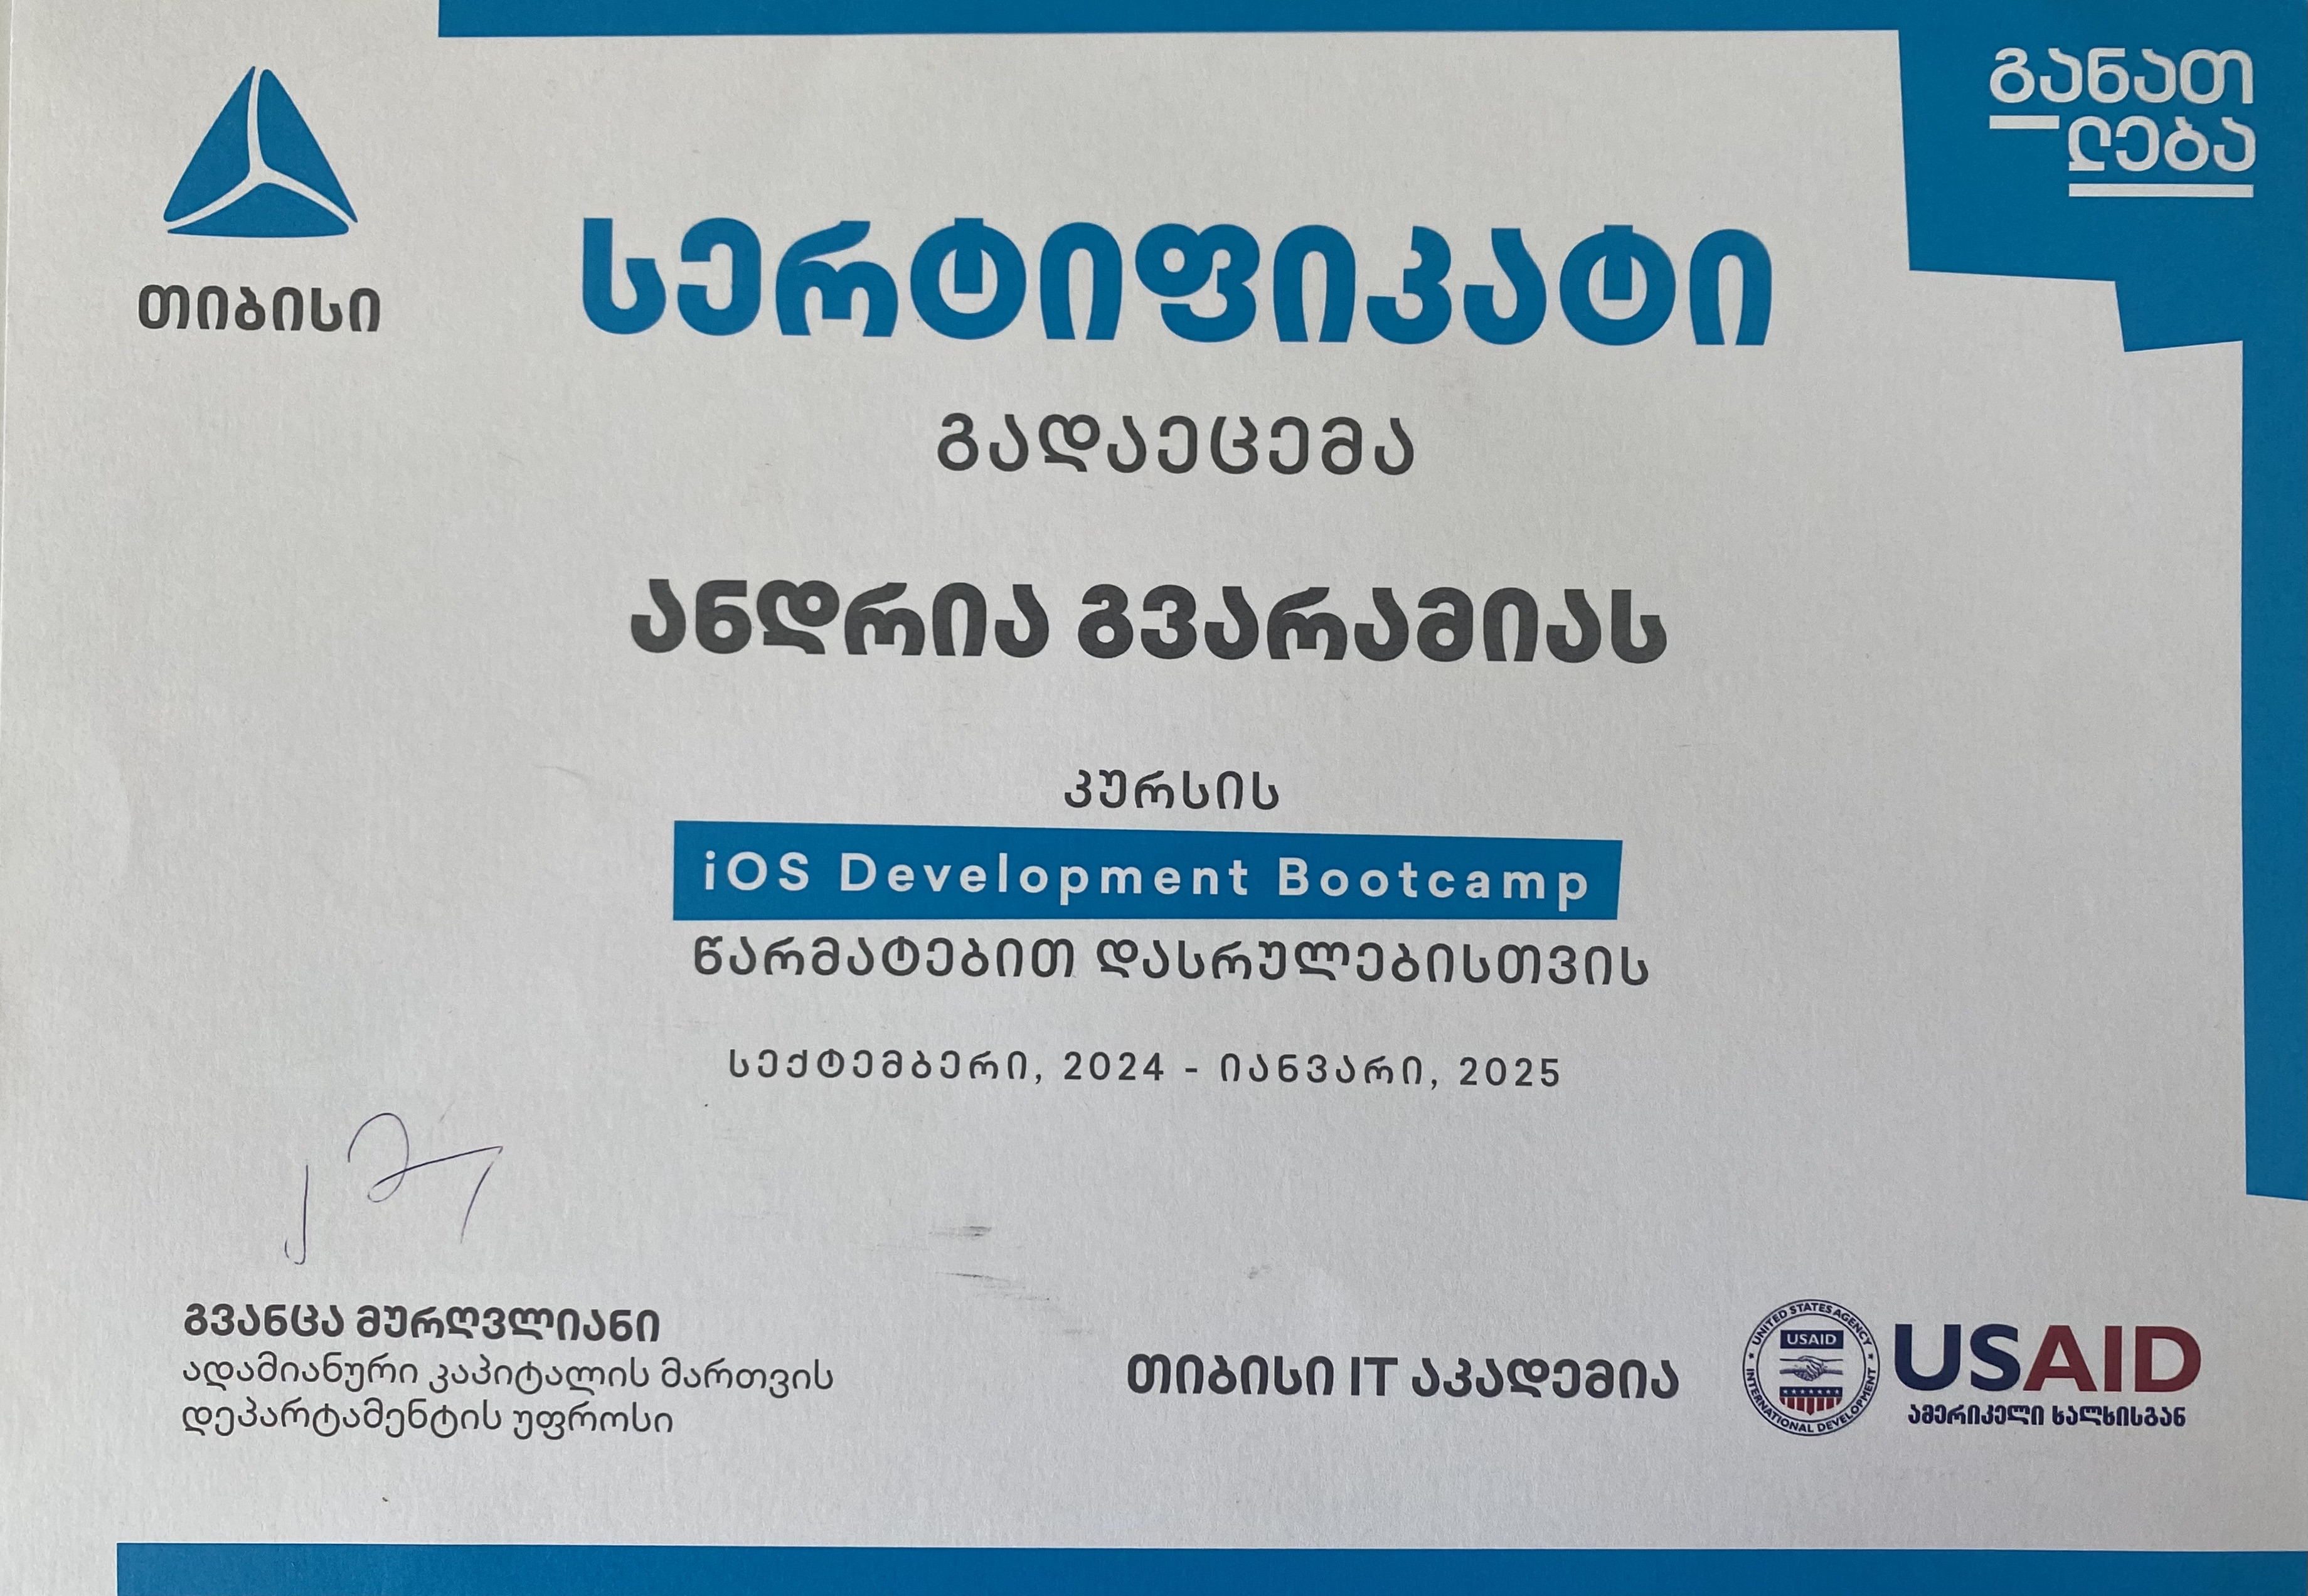 თიბისი
განათ
ლება
სერტიფიკატი
გადაეცემა
ანდრია გვარამიას
კურსის
iOS Development Bootcamp
წარმატებით დასრულებისთვის
სექტემბერი, 2024 - იანვარი, 2025
გვანცა მურღვლიანი
ადამიანური კაპიტალის მართვის
დეპარტამენტის უფროსი
თიბისი IT აკადემია
UNITED STATES AGENCY
USAID
INTERNATIONAL DEVELOPMENT
USAID
ამერიკელი ხალხისგან